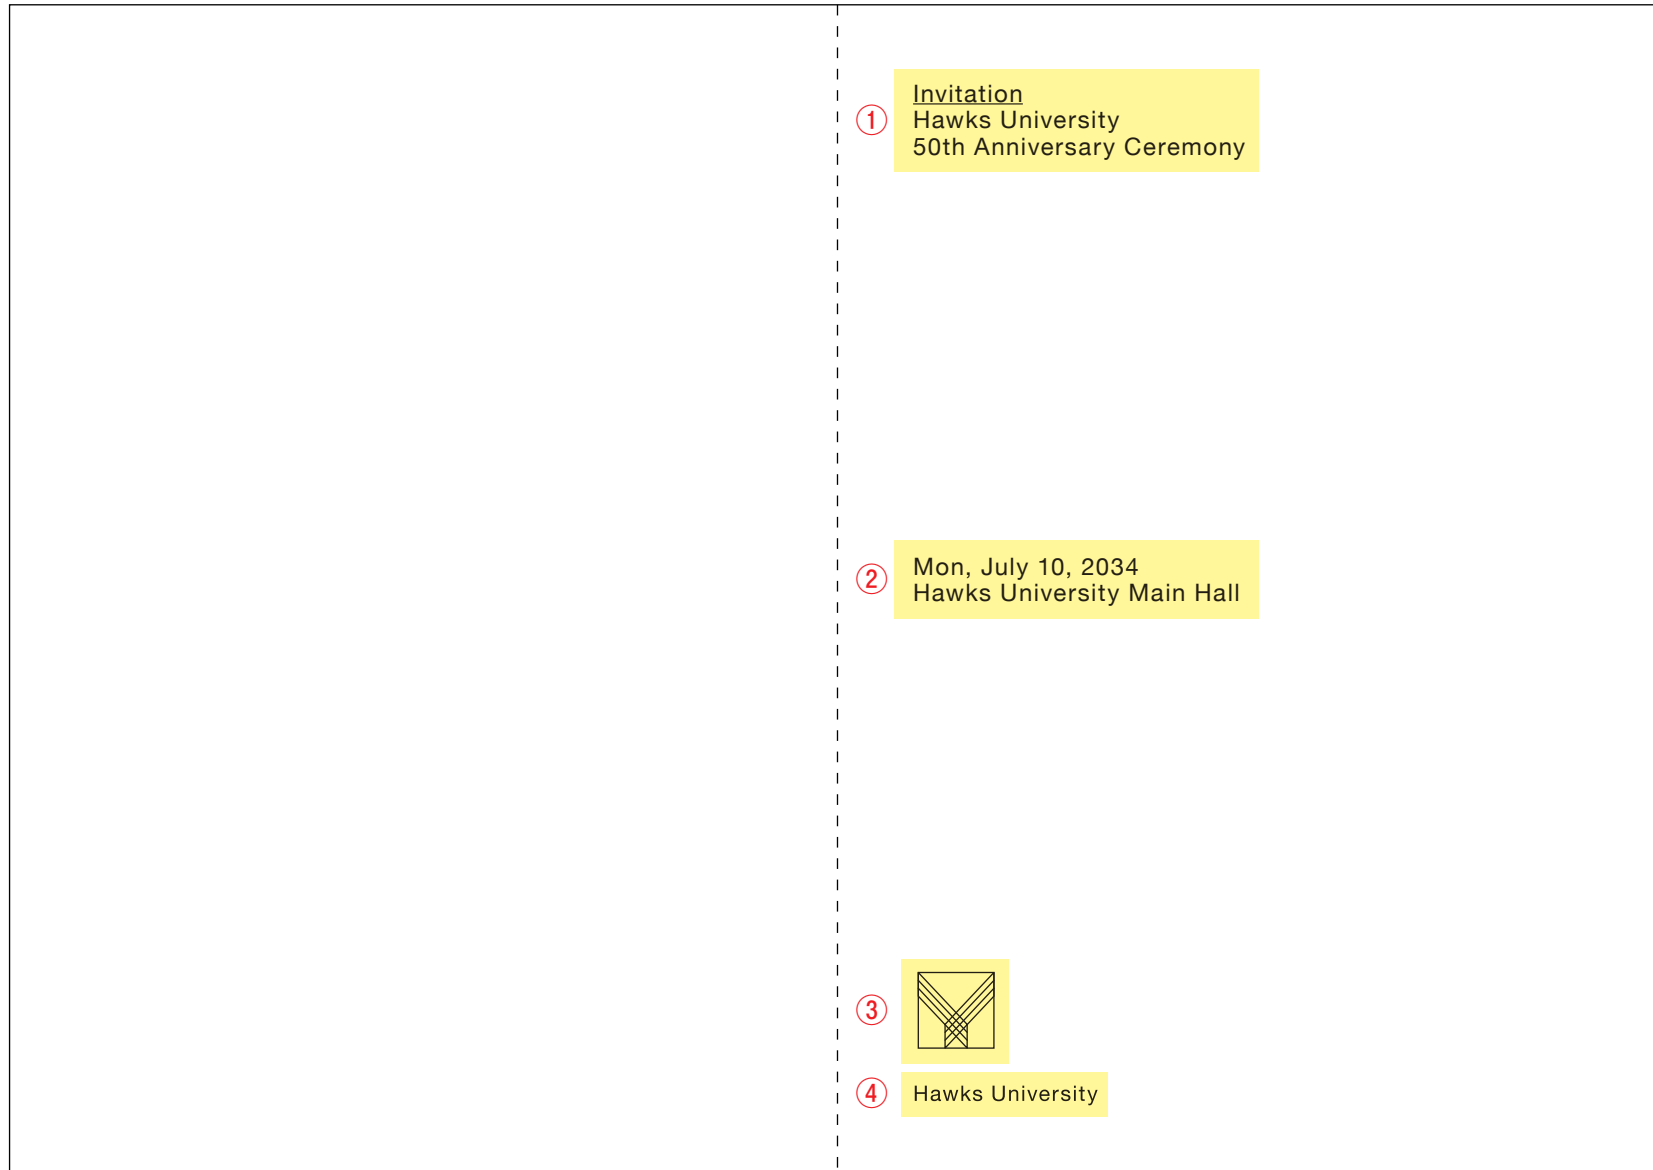 ①
Invitation
Hawks University
50th Anniversary Ceremony
②
Mon, July 10, 2034
Hawks University Main Hall
③
④
Hawks University